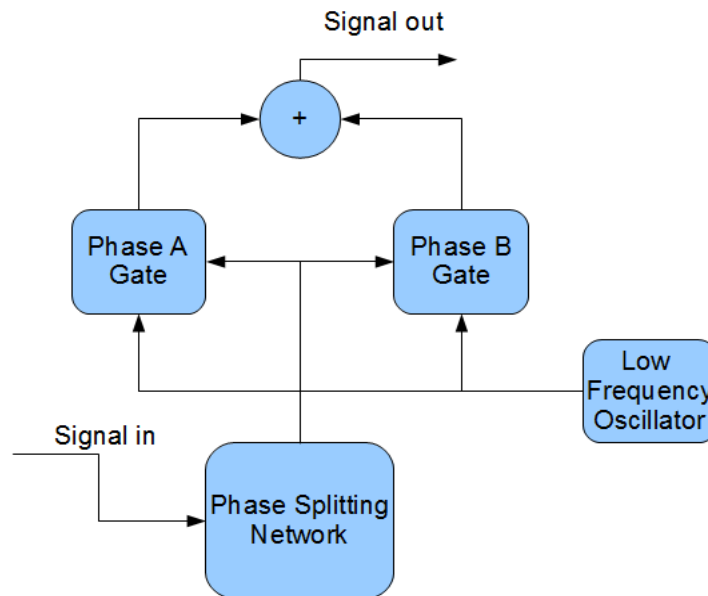 Signal out
+
Phase A
Gate
Phase B
Gate
Low
Frequency
Oscillator
Signal in
Phase Splitting
Network